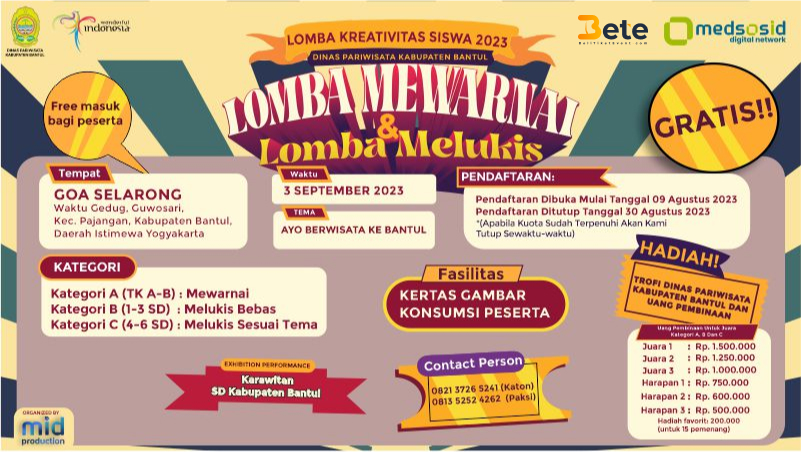 DINAS PARIWISATA
KABUPATEN BANTUL
wonderful
indonesia
LOMBA KREATIVITAS SISWA 2023
DINAS PARIWISATA KABUPATEN BANTUL
LOMBA MEWARNAI
&
Lomba Melukis
Bete
medsosid
digital network
Free masuk
bagi peserta
GRATIS!!
Tempat
GOA SELARONG
Waktu Gedug, Guwosari,
Kec. Pajangan, Kabupaten Bantul,
Daerah Istimewa Yogyakarta
Waktu
3 SEPTEMBER 2023
TEMA
AYO BERWISATA KE BANTUL
PENDAFTARAN:
Pendaftaran Dibuka Mulai Tanggal 09 Agustus 2023
Pendaftaran Ditutup Tanggal 30 Agustus 2023
*(Apabila Kuota Sudah Terpenuhi Akan Kami
Tutup Sewaktu-waktu)
KATEGORI
Kategori A (TK A-B) : Mewarnai
Kategori B (1-3 SD) : Melukis Bebas
Kategori C (4-6 SD) : Melukis Sesuai Tema
Fasilitas
KERTAS GAMBAR
KONSUMSI PESERTA
HADIAH!
TROFI DINAS PARIWISATA
KABUPATEN BANTUL DAN
UANG PEMBINAAN
Uang Pembinaan Untuk Juara
Kategori A, B Dan C
Juara 1 : Rp. 1.500.000
Juara 2 : Rp. 1.250.000
Juara 3 : Rp. 1.000.000
Harapan 1 : Rp. 750.000
Harapan 2 : Rp. 600.000
Harapan 3 : Rp. 500.000
Hadiah favorit: 200.000
(untuk 15 pemenang)
EXHIBITION PERFORMANCE
Karawitan
SD Kabupaten Bantul
Contact Person
0821 3726 5241 (Katon)
0813 5252 4262 (Paksi)
ORGANIZED BY
mid
production